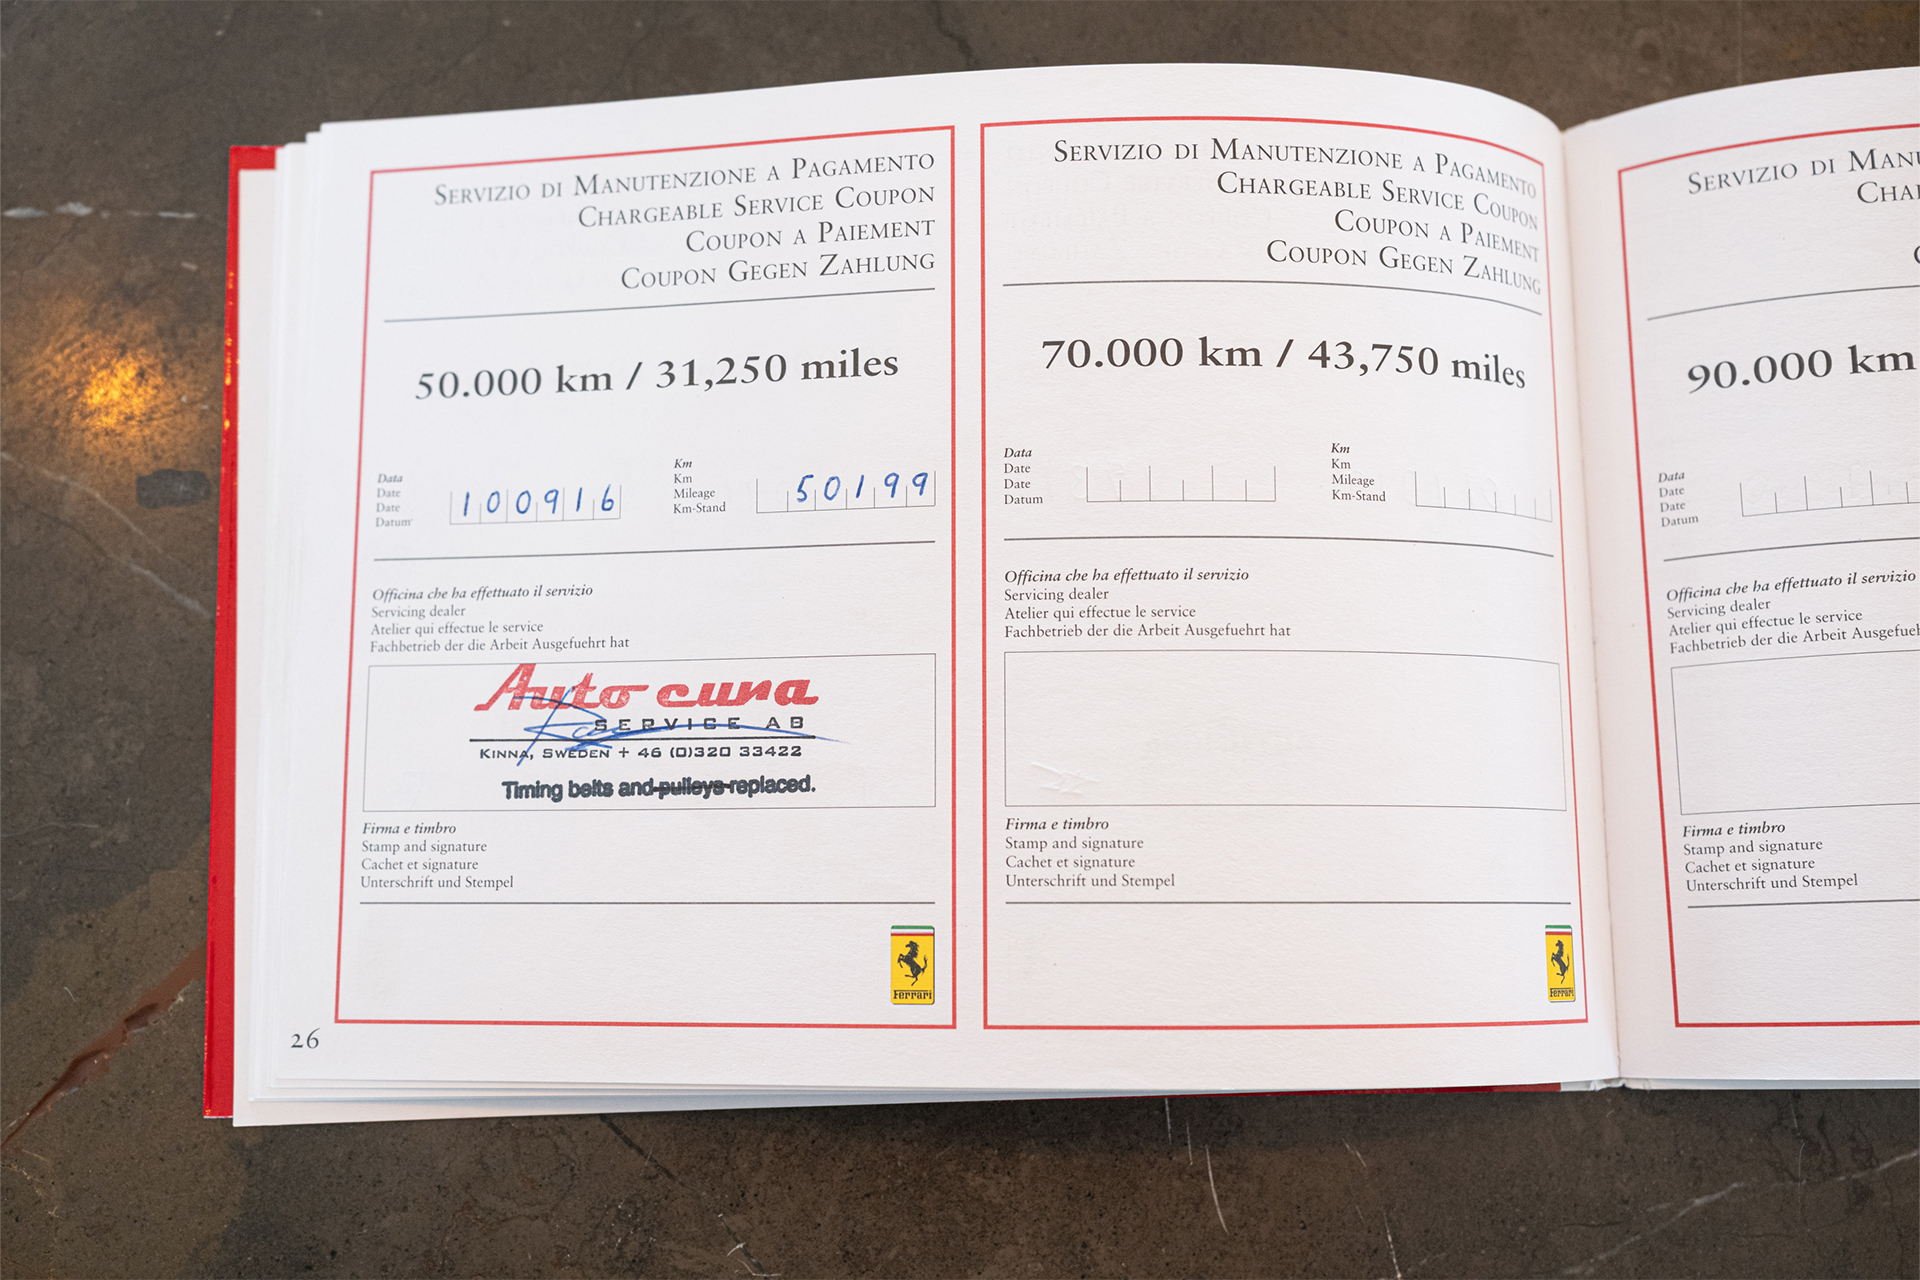 SERVIZIO DI MANUTENZIONE A PAGAMENTO
CHARGEABLE SERVICE COUPON
COUPON A PAIEMENT
COUPON GEGEN ZAHLUNG
50.000 km / 31,250 miles
Data
Date
Date
Datum
100916
Km
Km
Mileage
Km-Stand
50199
Officina che ha effettuato il servizio
Servicing dealer
Atelier qui effectue le service
Fachbetrieb der die Arbeit Ausgefuehrt hat
Auto cura
SERVICE AB
KINNA, SWEDEN + 46 (0)320 33422
Timing belts and pulleys replaced.
Firma e timbro
Stamp and signature
Cachet et signature
Unterschrift und Stempel
Ferrari
26
SERVIZIO DI MANUTENZIONE A PAGAMENTO
CHARGEABLE SERVICE COUPON
COUPON A PAIEMENT
COUPON GEGEN ZAHLUNG
70.000 km / 43,750 miles
Data
Date
Date
Datum
Km
Km
Mileage
Km-Stand
Officina che ha effettuato il servizio
Servicing dealer
Atelier qui effectue le service
Fachbetrieb der die Arbeit Ausgefuehrt hat
Firma e timbro
Stamp and signature
Cachet et signature
Unterschrift und Stempel
Ferrari
SERVIZIO DI MANU
CHAR
C
90.000 km
Data
Date
Date
Datum
Officina che ha effettuato il servizio
Servicing dealer
Atelier qui effectue le service
Fachbetrieb der die Arbeit Ausgefueh
Firma e timbro
Stamp and signature
Cachet et signature
Unterschrift und Stempel